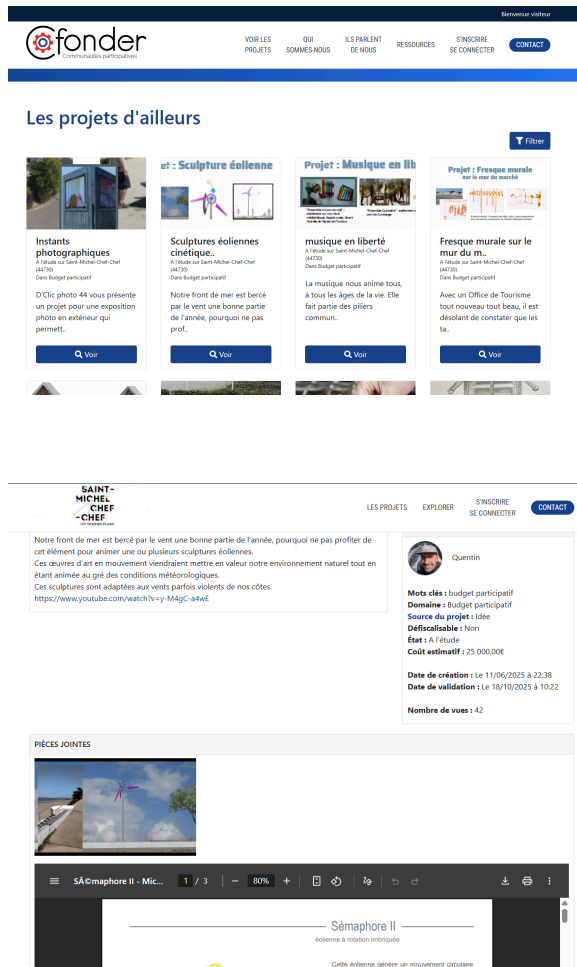 Bienvenue visiteur
Cfonder
Communautés participatives
VOIR LES PROJETS
QUI SOMMES-NOUS
ILS PARLENT DE NOUS
RESSOURCES
S'INSCRIRE SE CONNECTER
CONTACT
Les projets d'ailleurs
Filtrer
Instants photographiques
A l'étude sur Saint-Michel-Chef-Chef (44730)
Dans Budget participatif
D'Clic photo 44 vous présente un projet pour une exposition photo en extérieur qui permett..
Voir
et : Sculpture éolienne
Sculptures éoliennes cinétique..
A l'étude sur Saint-Michel-Chef-Chef (44730)
Dans Budget participatif
Notre front de mer est bercé par le vent une bonne partie de l'année, pourquoi ne pas prof..
Voir
Projet : Musique en lib
musique en liberté
A l'étude sur Saint-Michel-Chef-Chef (44730)
Dans Budget participatif
La musique nous anime tous, à tous les âges de la vie. Elle fait partie des piliers commun..
Voir
Projet : Fresque murale
sur le mur du marché
Fresque murale sur le mur du m..
A l'étude sur Saint-Michel-Chef-Chef (44730)
Dans Budget participatif
Avec un Office de Tourisme tout nouveau tout beau, il est désolant de constater que les ta..
Voir
SAINT-
MICHEL
CHEF
-CHEF
LES PROJETS
EXPLORER
S'INSCRIRE SE CONNECTER
CONTACT
Notre front de mer est bercé par le vent une bonne partie de l'année, pourquoi ne pas profiter de
cet élément pour animer une ou plusieurs sculptures éoliennes.
Ces œuvres d'art en mouvement viendraient mettre en valeur notre environnement naturel tout en
étant animée au gré des conditions météorologiques.
Ces sculptures sont adaptées aux vents parfois violents de nos côtes.
https://www.youtube.com/watch?v=y-M4gC-a4wE
Quentin
Mots clés : budget participatif
Domaine : Budget participatif
Source du projet : Idée
Défiscalisable : Non
État : A l'étude
Coût estimatif : 25 000,00€
Date de création : Le 11/06/2025 à 22:38
Date de validation : Le 18/10/2025 à 10:22
Nombre de vues : 42
PIÈCES JOINTES
SÃ©maphore II - Mic...
1 / 3
80%
Sémaphore II
éolienne à rotation imbriquée
Cette éolienne génère un mouvement circulaire